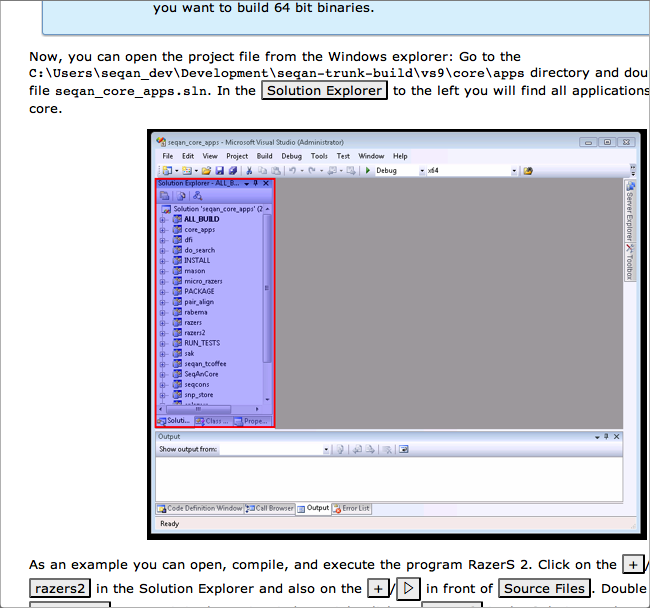 you want to build 64 bit binaries.
Now, you can open the project file from the Windows explorer: Go to the
C:\Users\seqan_dev\Development\seqan-trunk-build\vs9\core\apps directory and dou
file seqan_core_apps.sln. In the Solution Explorer to the left you will find all applications
core.
seqan_core_apps - Microsoft Visual Studio (Administrator)
File Edit View Project Build Debug Tools Test Window Help
Debug x64
Solution Explorer - ALL_B...
Solution 'seqan_core_apps' (2
ALL_BUILD
core_apps
dfi
do_search
INSTALL
mason
micro_razers
PACKAGE
pair_align
rabema
razers
razers2
RUN_TESTS
sak
seqan_tcoffee
SeqAnCore
seqcons
snp_store
Soluti... Class ... Prope...
Server Explorer
Toolbox
Output
Show output from:
Code Definition Window Call Browser Output Error List
Ready
As an example you can open, compile, and execute the program RazerS 2. Click on the + /
razers2 in the Solution Explorer and also on the + / ▷ in front of Source Files . Double